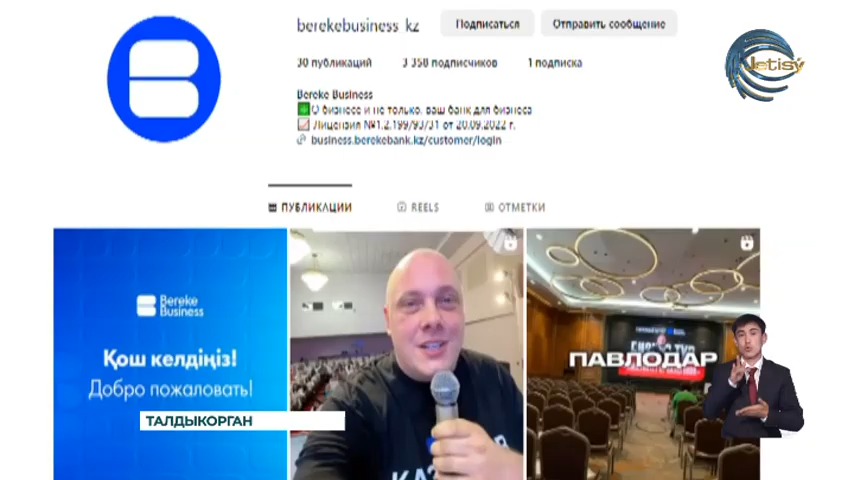 berekebusiness_kz
Подписаться
Отправить сообщение
Jetisý
30 публикаций
3 358 подписчиков
1 подписка
Bereke Business
О бизнесе и не только, ваш банк для бизнеса
Лицензия №1.2.199/93/31 от 20.09.2022 г.
business.berekebank.kz/customer/login
ПУБЛИКАЦИИ
REELS
ОТМЕТКИ
Bereke
Business
Қош келдіңіз!
Добро пожаловать!
ПАВЛОДАР
ТАЛДЫКОРГАН